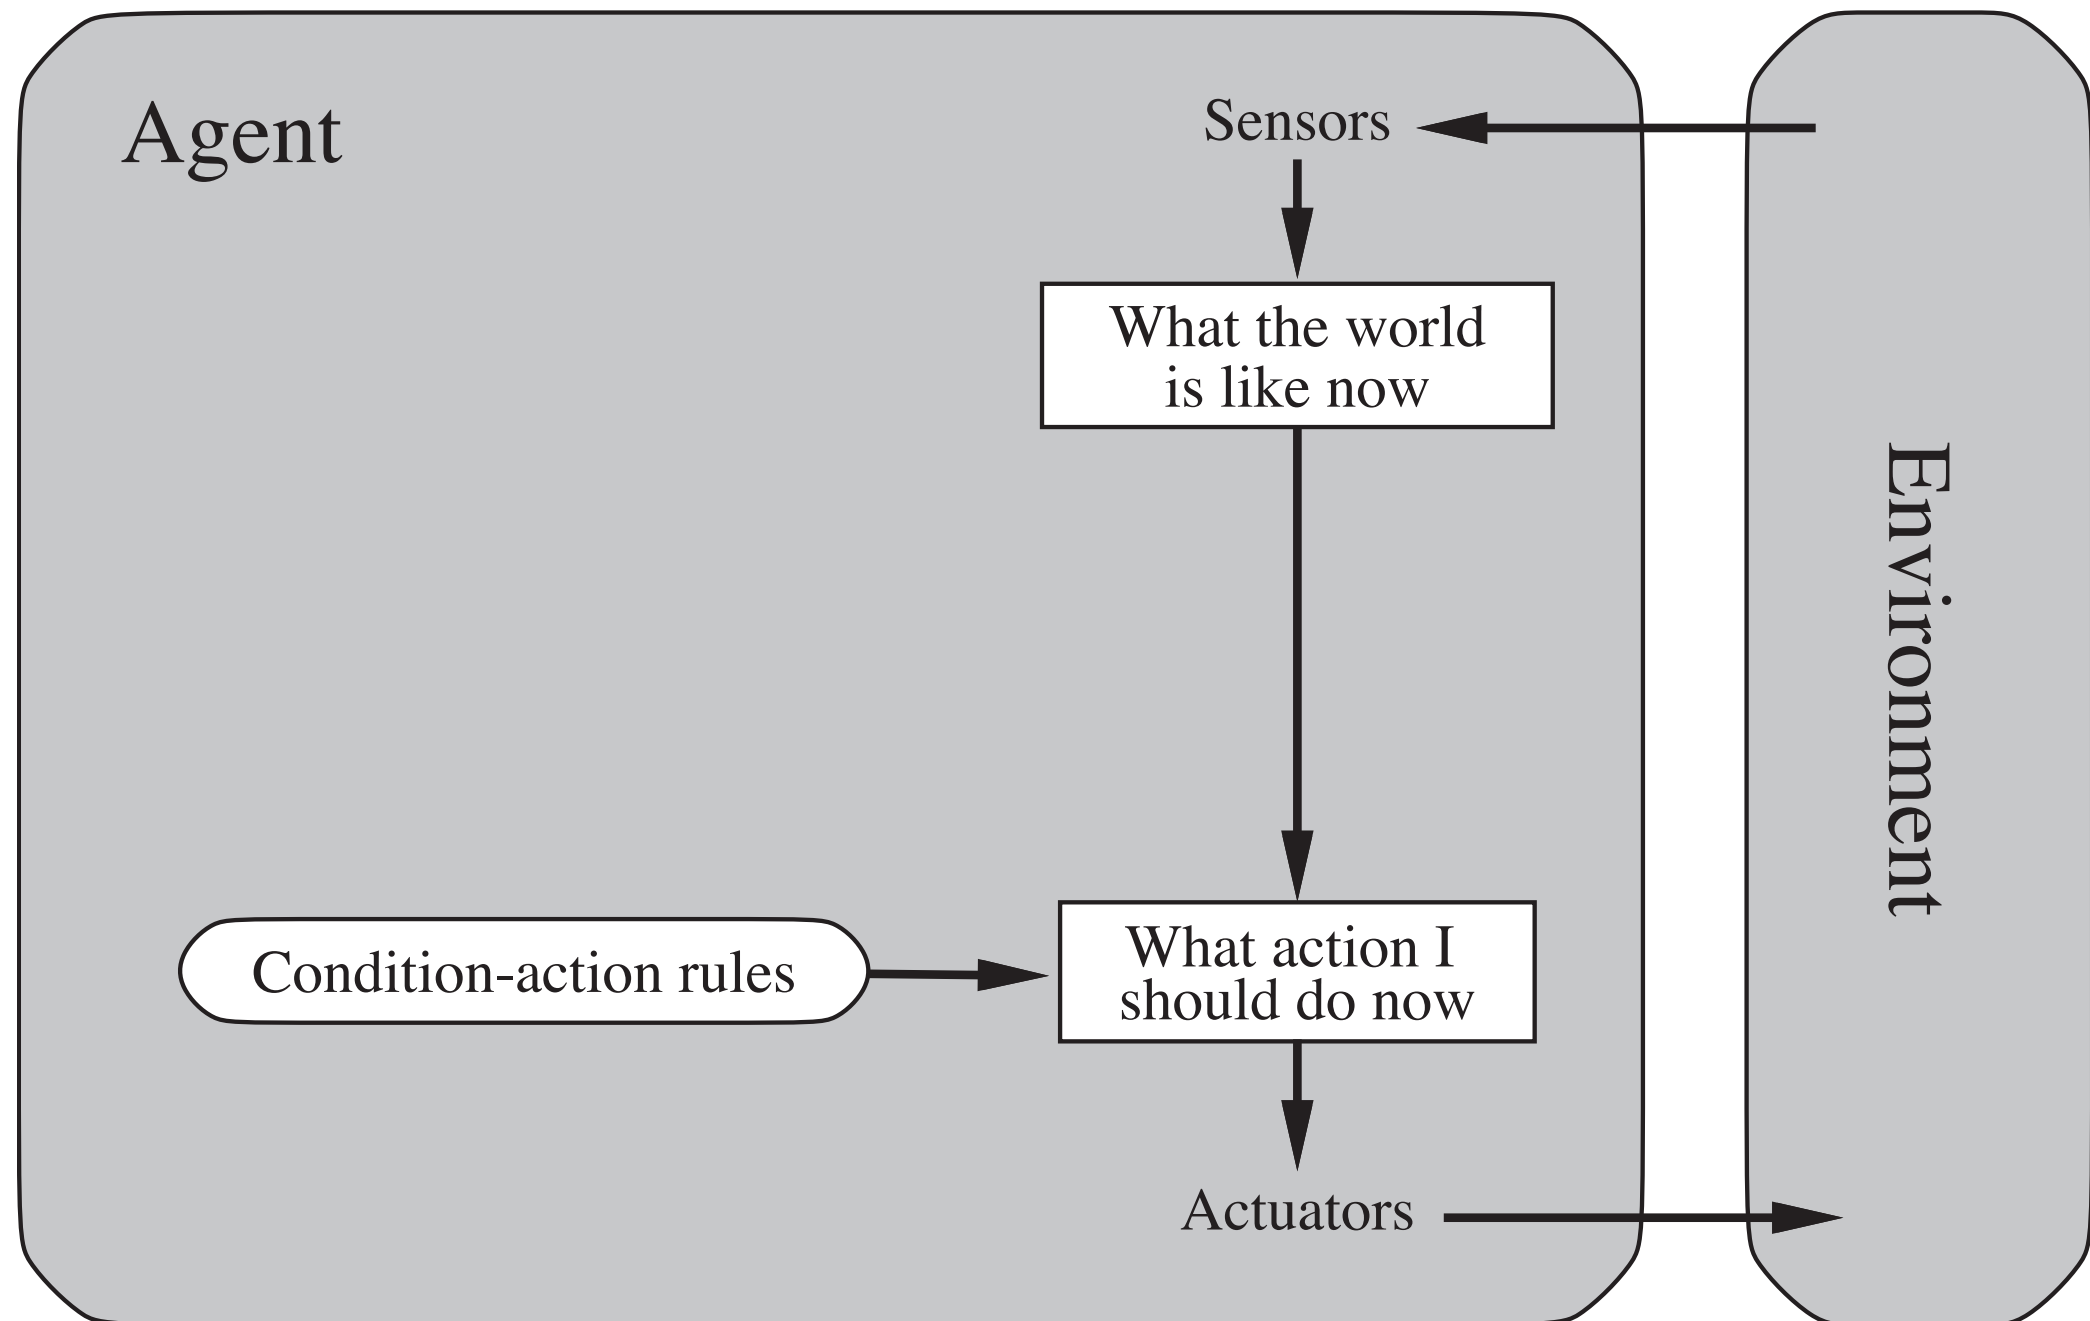 Agent
Sensors
What the world
is like now
Environment
Condition-action rules
What action I
should do now
Actuators